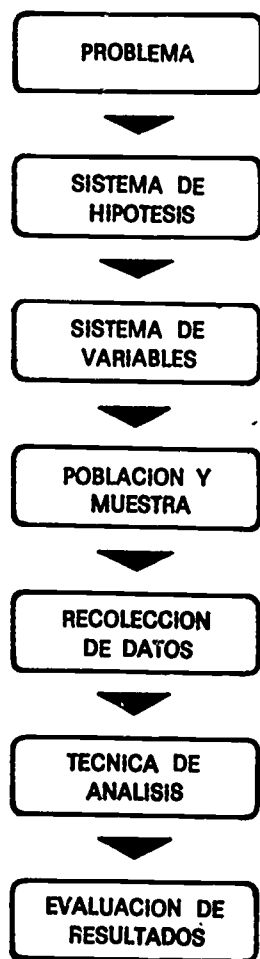 PROBLEMA
SISTEMA DE
HIPOTESIS
SISTEMA DE
VARIABLES
POBLACION Y
MUESTRA
RECOLECCION
DE DATOS
TECNICA DE
ANALISIS
EVALUACION DE
RESULTADOS